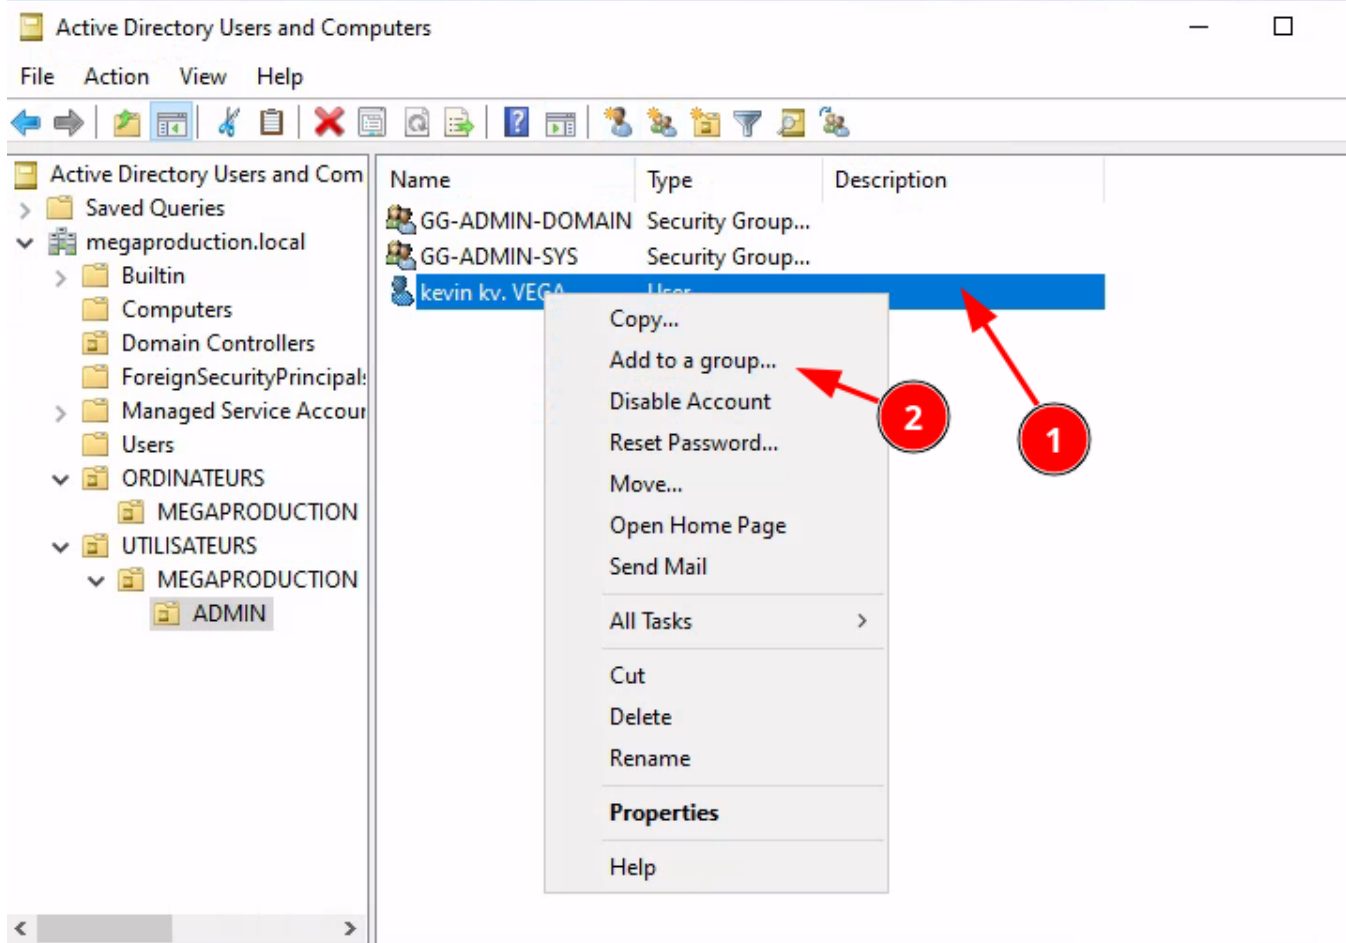 Active Directory Users and Computers
File Action View Help
Active Directory Users and Com
Saved Queries
megaproduction.local
Builtin
Computers
Domain Controllers
ForeignSecurityPrincipals
Managed Service Accour
Users
ORDINATEURS
MEGAPRODUCTION
UTILISATEURS
MEGAPRODUCTION
ADMIN
Name Type Description
GG-ADMIN-DOMAIN Security Group...
GG-ADMIN-SYS Security Group...
kevin kv. VEGA User
Copy...
Add to a group...
Disable Account
Reset Password...
Move...
Open Home Page
Send Mail
All Tasks
Cut
Delete
Rename
Properties
Help
2
1